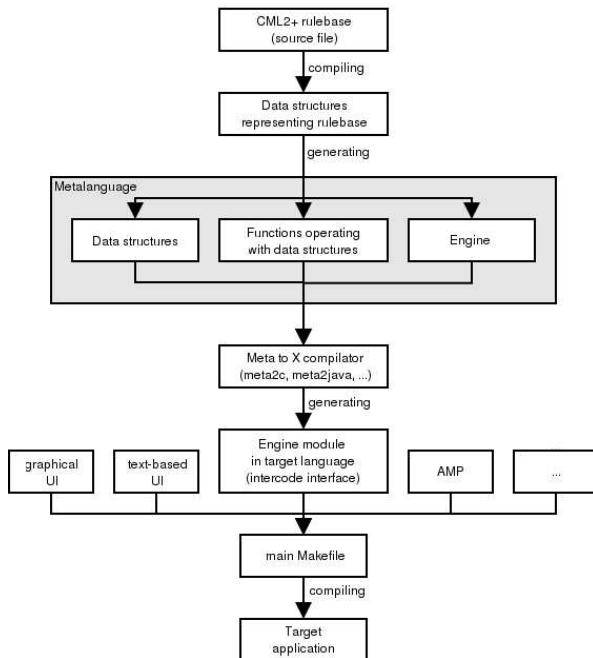 CML2+ rulebase
(source file)
compiling
Data structures
representing rulebase
generating
Metalanguage
Data structures
Functions operating
with data structures
Engine
Meta to X compilator
(meta2c, meta2java, ...)
generating
graphical
UI
text-based
UI
Engine module
in target language
(intercode interface)
AMP
...
main Makefile
compiling
Target
application